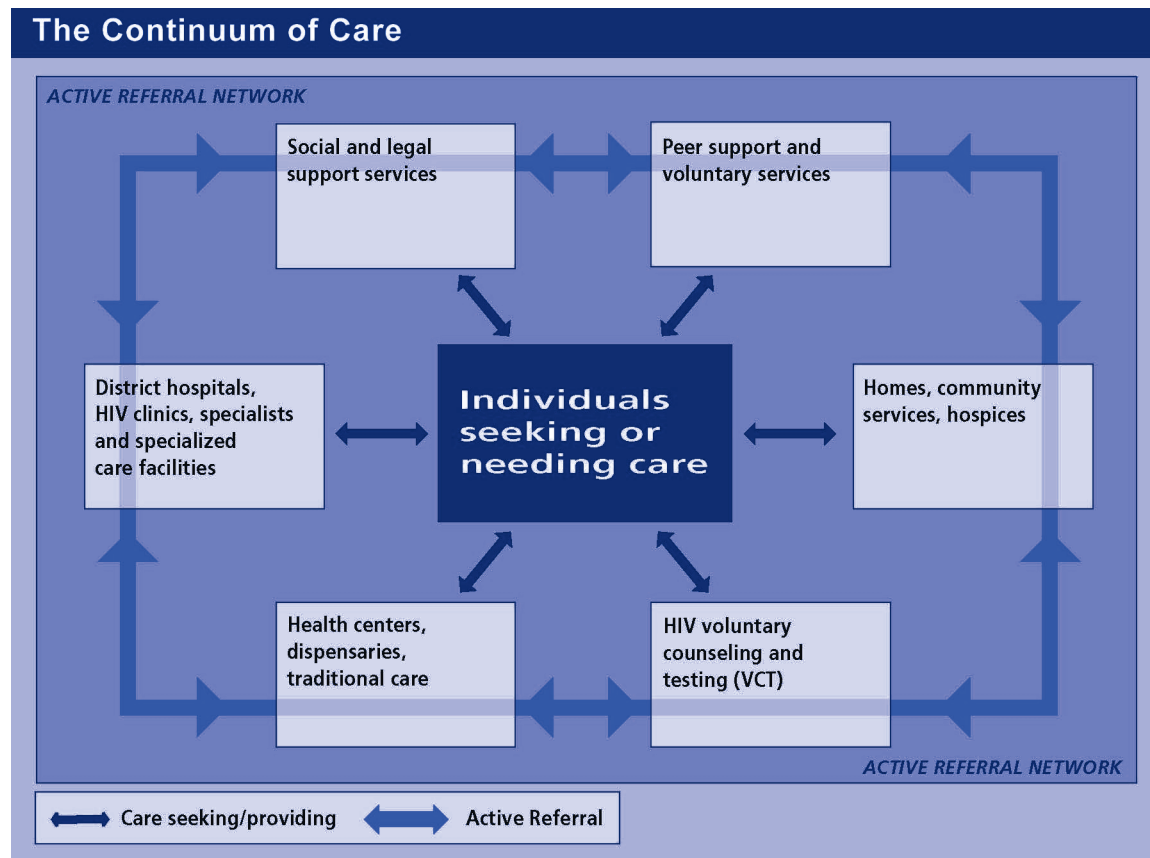 The Continuum of Care
ACTIVE REFERRAL NETWORK
Social and legal
support services
Peer support and
voluntary services
District hospitals,
HIV clinics, specialists
and specialized
care facilities
Individuals
seeking or
needing care
Homes, community
services, hospices
Health centers,
dispensaries,
traditional care
HIV voluntary
counseling and
testing (VCT)
ACTIVE REFERRAL NETWORK
Care seeking/providing
Active Referral